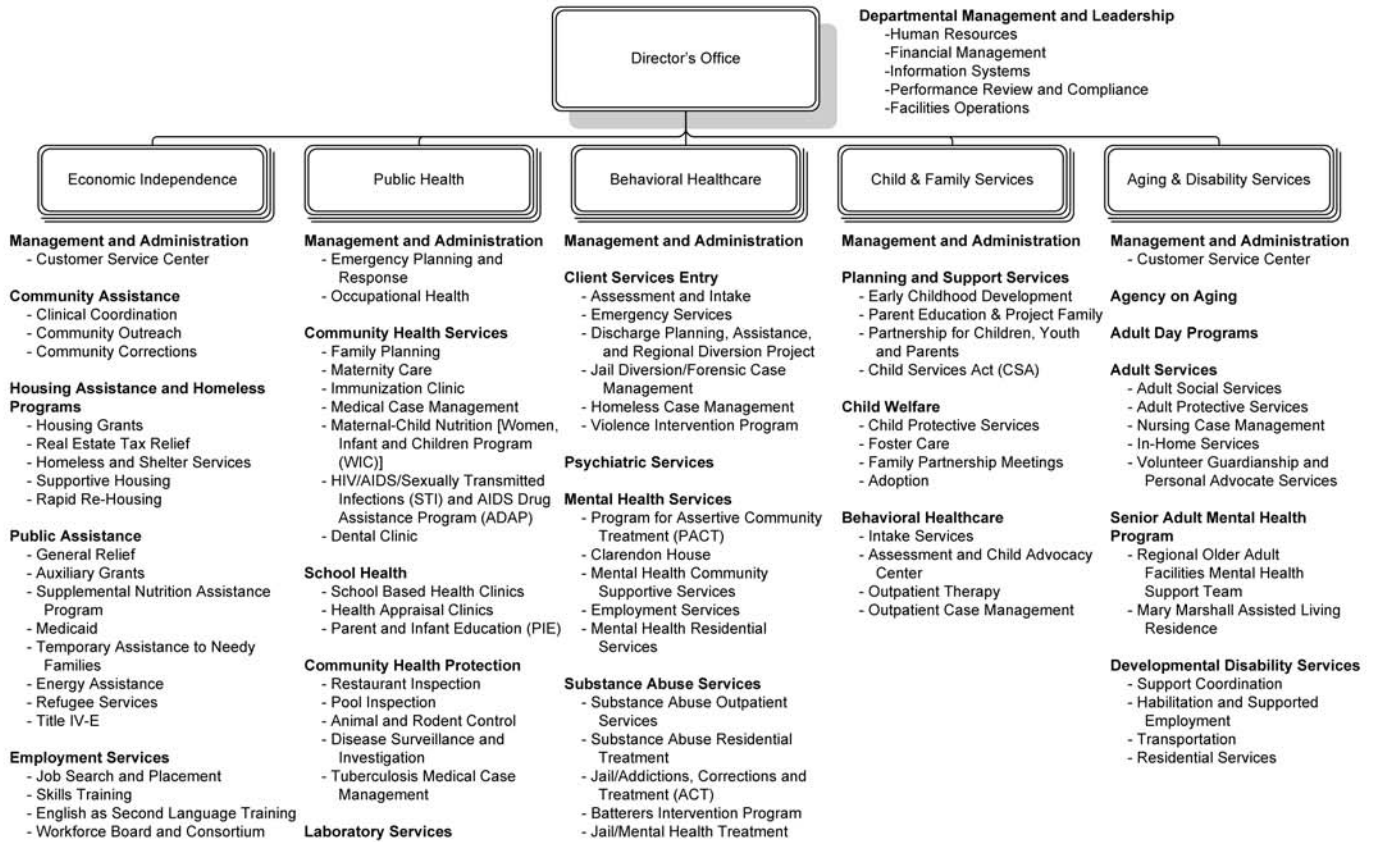 Director's Office
Departmental Management and Leadership
-Human Resources
-Financial Management
-Information Systems
-Performance Review and Compliance
-Facilities Operations
Economic Independence
Management and Administration
- Customer Service Center
Community Assistance
- Clinical Coordination
- Community Outreach
- Community Corrections
Housing Assistance and Homeless
Programs
- Housing Grants
- Real Estate Tax Relief
- Homeless and Shelter Services
- Supportive Housing
- Rapid Re-Housing
Public Assistance
- General Relief
- Auxiliary Grants
- Supplemental Nutrition Assistance
Program
- Medicaid
- Temporary Assistance to Needy
Families
- Energy Assistance
- Refugee Services
- Title IV-E
Employment Services
- Job Search and Placement
- Skills Training
- English as Second Language Training
- Workforce Board and Consortium
Public Health
Management and Administration
- Emergency Planning and
Response
- Occupational Health
Community Health Services
- Family Planning
- Maternity Care
- Immunization Clinic
- Medical Case Management
- Maternal-Child Nutrition [Women,
Infant and Children Program
(WIC)]
- HIV/AIDS/Sexually Transmitted
Infections (STI) and AIDS Drug
Assistance Program (ADAP)
- Dental Clinic
School Health
- School Based Health Clinics
- Health Appraisal Clinics
- Parent and Infant Education (PIE)
Community Health Protection
- Restaurant Inspection
- Pool Inspection
- Animal and Rodent Control
- Disease Surveillance and
Investigation
- Tuberculosis Medical Case
Management
Laboratory Services
Behavioral Healthcare
Management and Administration
Client Services Entry
- Assessment and Intake
- Emergency Services
- Discharge Planning, Assistance,
and Regional Diversion Project
- Jail Diversion/Forensic Case
Management
- Homeless Case Management
- Violence Intervention Program
Psychiatric Services
Mental Health Services
- Program for Assertive Community
Treatment (PACT)
- Clarendon House
- Mental Health Community
Supportive Services
- Employment Services
- Mental Health Residential
Services
Substance Abuse Services
- Substance Abuse Outpatient
Services
- Substance Abuse Residential
Treatment
- Jail/Addictions, Corrections and
Treatment (ACT)
- Batterers Intervention Program
- Jail/Mental Health Treatment
Child & Family Services
Management and Administration
Planning and Support Services
- Early Childhood Development
- Parent Education & Project Family
- Partnership for Children, Youth
and Parents
- Child Services Act (CSA)
Child Welfare
- Child Protective Services
- Foster Care
- Family Partnership Meetings
- Adoption
Behavioral Healthcare
- Intake Services
- Assessment and Child Advocacy
Center
- Outpatient Therapy
- Outpatient Case Management
Aging & Disability Services
Management and Administration
- Customer Service Center
Agency on Aging
Adult Day Programs
Adult Services
- Adult Social Services
- Adult Protective Services
- Nursing Case Management
- In-Home Services
- Volunteer Guardianship and
Personal Advocate Services
Senior Adult Mental Health
Program
- Regional Older Adult
Facilities Mental Health
Support Team
- Mary Marshall Assisted Living
Residence
Developmental Disability Services
- Support Coordination
- Habilitation and Supported
Employment
- Transportation
- Residential Services